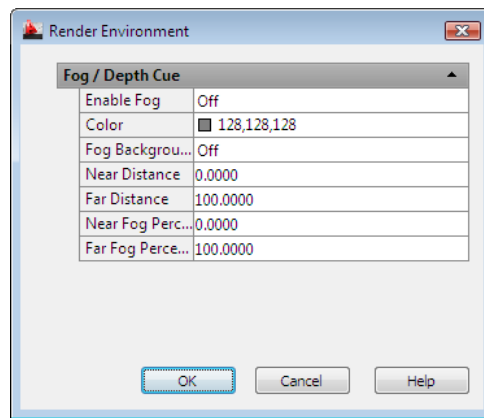 Render Environment
Fog / Depth Cue
Enable Fog Off
Color 128,128,128
Fog Backgrou... Off
Near Distance 0.0000
Far Distance 100.0000
Near Fog Perc... 0.0000
Far Fog Perce... 100.0000
OK Cancel Help